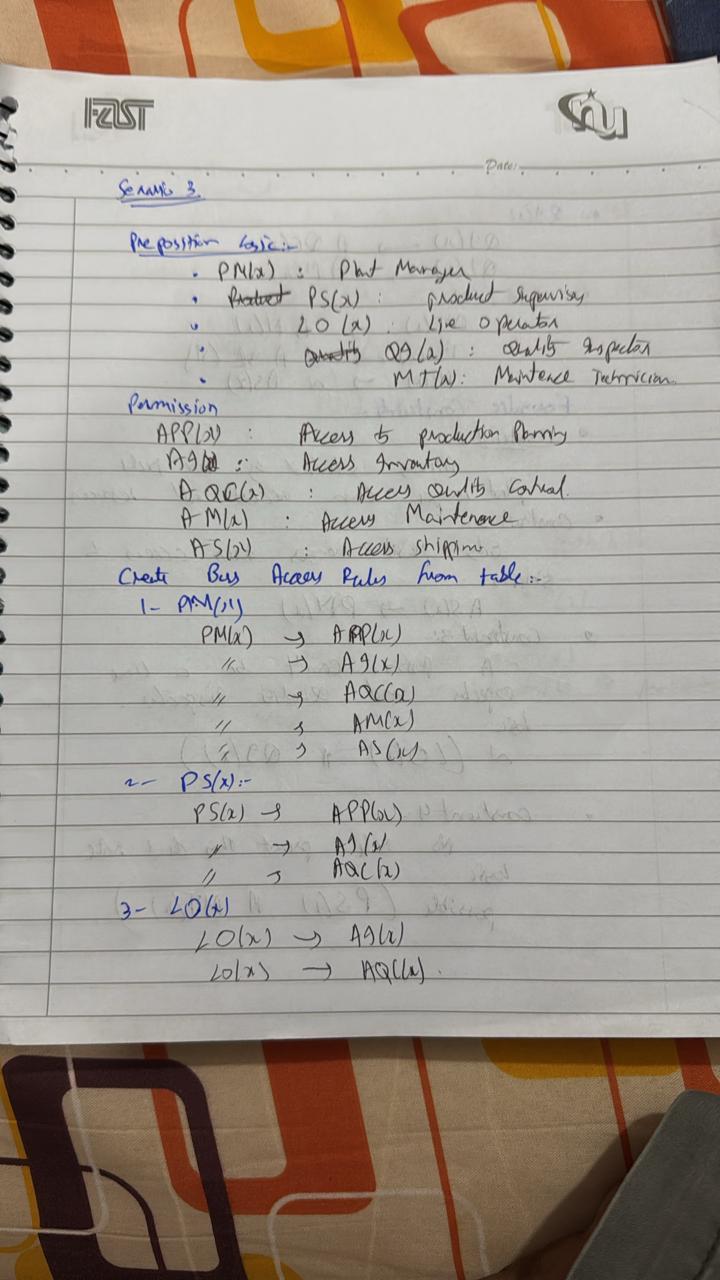 FAST
nu
Date:
Scenario 3
Preposition Logic:-
• PM(x) : Plant Manager
• Product PS(x) : product Supervisor
• LO(x) : Line Operator
• Quality QI(x) : Quality Inspector
• MT(x) : Maintence Technician
Permission
APP(x) : Access to production Planning
AI(x) : Access Inventory
AQC(x) : Access Quality Control.
AM(x) : Access Maintenence
AS(x) : Access shipping
Create Access Rules from table:-
1- PM(x)
PM(x) → APP(x)
" → AI(x)
" → AQC(x)
" → AM(x)
" → AS(x)
2- PS(x):-
PS(x) → APP(x)
" → AI(x)
" → AQC(x)
3- LO(x)
LO(x) → AI(x)
LO(x) → AQC(x).